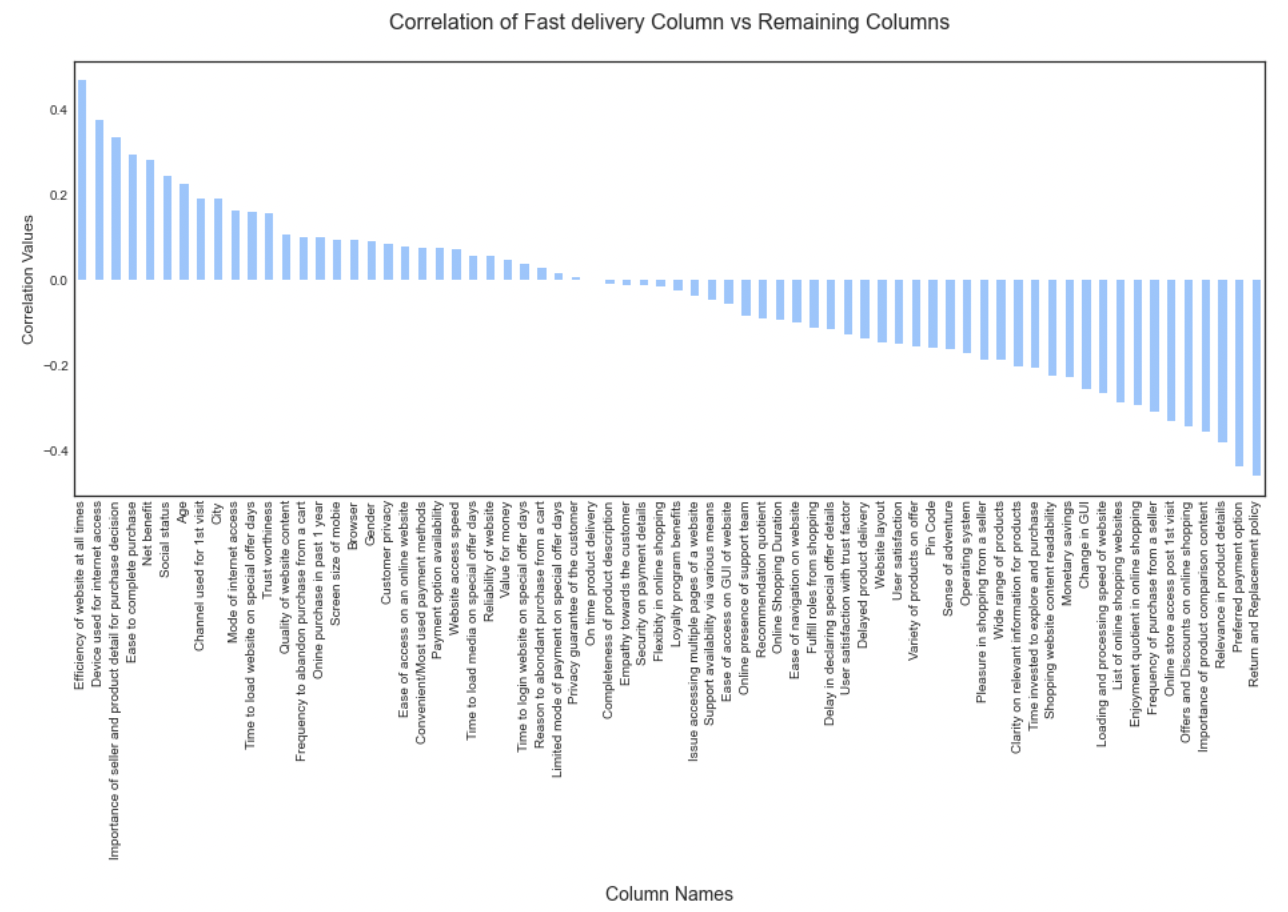 Correlation of Fast delivery Column vs Remaining Columns
Correlation Values
0.4
0.2
0.0
−0.2
−0.4
Efficiency of website at all times
Device used for internet access
Importance of seller and product detail for purchase decision
Ease to complete purchase
Net benefit
Social status
Age
Channel used for 1st visit
City
Mode of internet access
Time to load website on special offer days
Trust worthiness
Quality of website content
Frequency to abandon purchase from a cart
Onine purchase in past 1 year
Screen size of mobie
Browser
Gender
Customer privacy
Ease of access on an online website
Convenient/Most used payment methods
Payment option availability
Website access speed
Time to load media on special offer days
Reliability of website
Value for money
Time to login website on special offer days
Reason to abondant purchase from a cart
Limited mode of payment on special offer days
Privacy guarantee of the customer
On time product delivery
Completeness of product description
Empathy towards the customer
Security on payment details
Flexibity in online shopping
Loyalty program benefits
Issue accessing multiple pages of a website
Support availability via various means
Ease of access on GUI of website
Online presence of support team
Recommendation quotient
Online Shopping Duration
Ease of navigation on website
Fulfill roles from shopping
Delay in declaring special offer details
User satisfaction with trust factor
Delayed product delivery
Website layout
User satisfaction
Variety of products on offer
Pin Code
Sense of adventure
Operating system
Pleasure in shopping from a seller
Wide range of products
Clarity on relevant information for products
Time invested to explore and purchase
Shopping website content readability
Monetary savings
Change in GUI
Loading and processing speed of website
List of online shopping websites
Enjoyment quotient in online shopping
Frequency of purchase from a seller
Online store access post 1st visit
Offers and Discounts on online shopping
Importance of product comparison content
Relevance in product details
Preferred payment option
Return and Replacement policy
Column Names